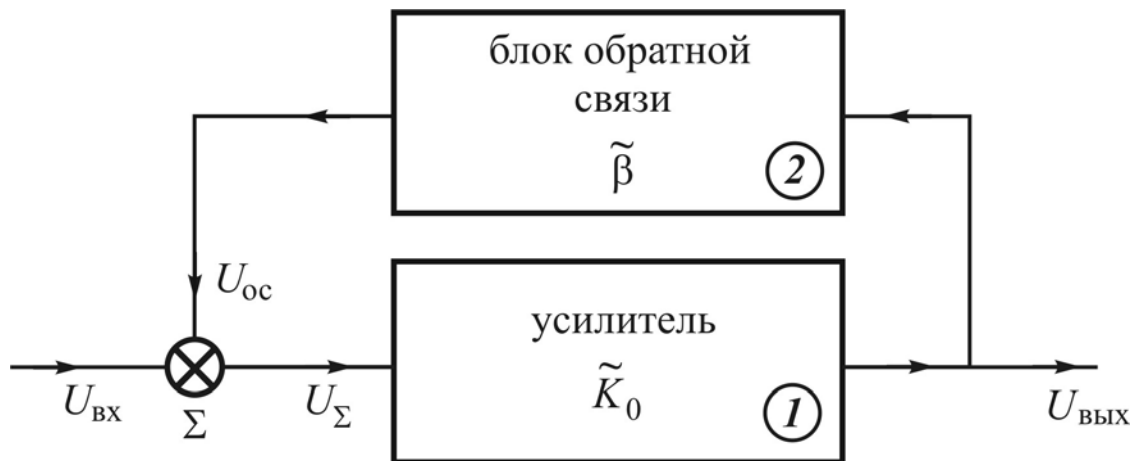 блок обратной
связи
β̃
2
U_ос
усилитель
K̃_0
1
U_вх
Σ
U_Σ
U_вых